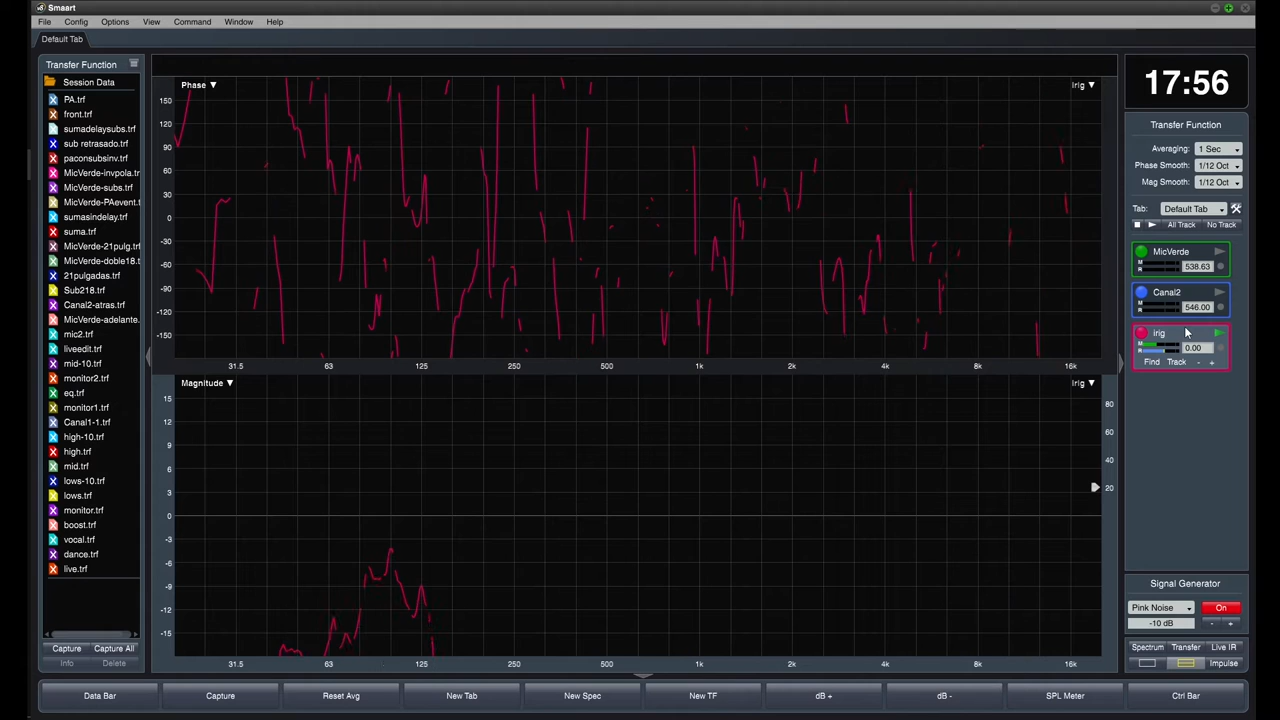 Smaart
File Config Options View Command Window Help
Default Tab
Transfer Function
Session Data
PA.trf
front.trf
sumadelaysubs.trf
sub retrasado.trf
paconsubsinv.trf
MicVerde-invpola.trf
MicVerde-subs.trf
MicVerde-PAevent.t
sumasindelay.trf
suma.trf
MicVerde-21pulg.trf
MicVerde-doble18.t
21pulgadas.trf
Sub218.trf
Canal2-atras.trf
MicVerde-adelante.
mic2.trf
liveedit.trf
mid-10.trf
monitor2.trf
eq.trf
monitor1.trf
Canal1-1.trf
high-10.trf
high.trf
mid.trf
lows-10.trf
lows.trf
monitor.trf
boost.trf
vocal.trf
dance.trf
live.trf
Capture Capture All
Info Delete
Phase ▼ Irig ▼
150
120
90
60
30
0
-30
-60
-90
-120
-150
31.5 63 125 250 500 1k 2k 4k 8k 16k
Magnitude ▼ Irig ▼
15
12
9
6
3
0
-3
-6
-9
-12
-15
80
60
40
20
31.5 63 125 250 500 1k 2k 4k 8k 16k
17:56
Transfer Function
Averaging: 1 Sec
Phase Smooth: 1/12 Oct
Mag Smooth: 1/12 Oct
Tab: Default Tab
All Track No Track
MicVerde
M
R 538.63
Canal2
M
R 546.00
Irig
M
R 0.00
Find Track - +
Signal Generator
Pink Noise On
-10 dB - +
Spectrum Transfer Live IR
Impulse
Data Bar Capture Reset Avg New Tab New Spec New TF dB + dB - SPL Meter Ctrl Bar